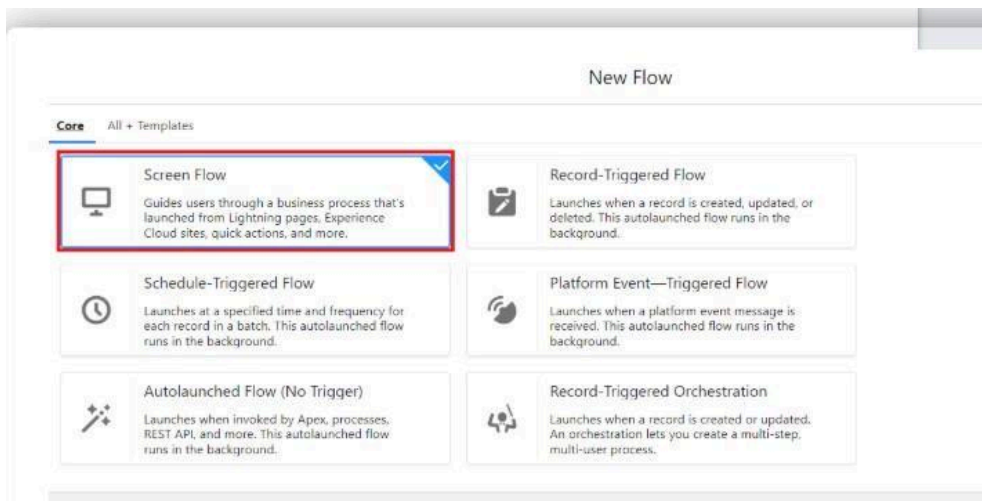 New Flow
Core
All + Templates
Screen Flow
Guides users through a business process that's
launched from Lightning pages, Experience
Cloud sites, quick actions, and more.
Record-Triggered Flow
Launches when a record is created, updated, or
deleted. This autolaunched flow runs in the
background.
Schedule-Triggered Flow
Launches at a specified time and frequency for
each record in a batch. This autolaunched flow
runs in the background.
Platform Event—Triggered Flow
Launches when a platform event message is
received. This autolaunched flow runs in the
background.
Autolaunched Flow (No Trigger)
Launches when invoked by Apex, processes,
REST API, and more. This autolaunched flow
runs in the background.
Record-Triggered Orchestration
Launches when a record is created or updated.
An orchestration lets you create a multi-step,
multi-user process.